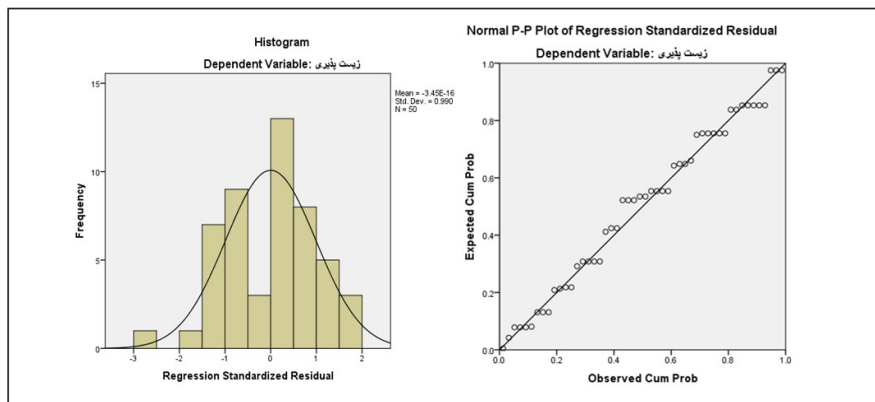 Histogram
Dependent Variable: زیست پذیری
Mean = -3.45E-16
Std. Dev. = 0.990
N = 50
15
10
5
0
Frequency
-3 -2 -1 0 1 2
Regression Standardized Residual
Normal P-P Plot of Regression Standardized Residual
Dependent Variable: زیست پذیری
1.0
0.8
0.6
0.4
0.2
0.0
Expected Cum Prob
0.0 0.2 0.4 0.6 0.8 1.0
Observed Cum Prob